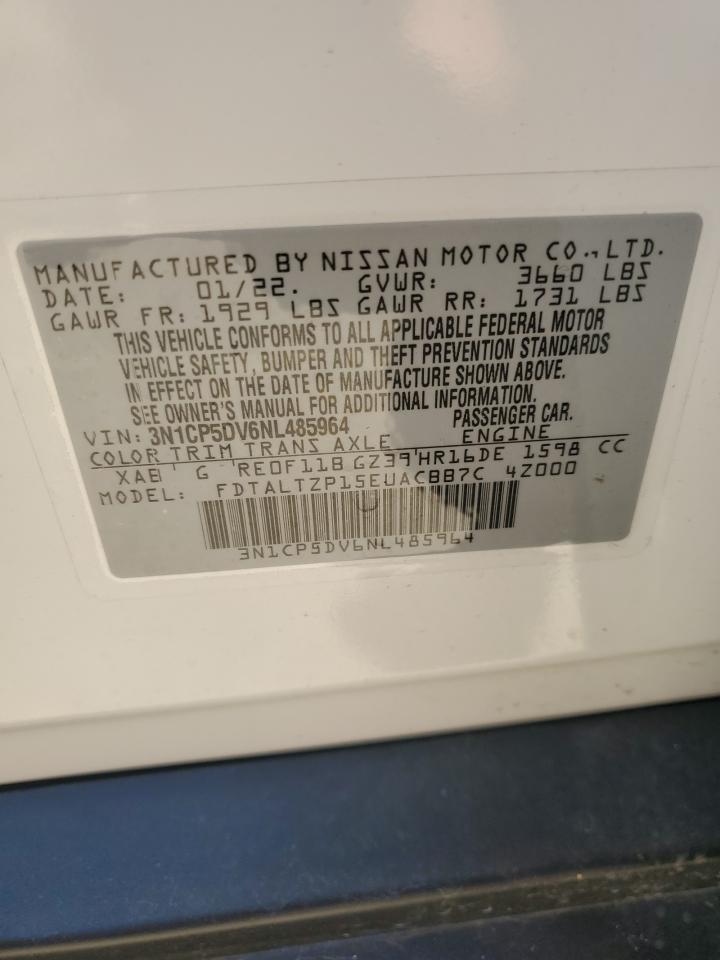 MANUFACTURED BY NISSAN MOTOR CO.,LTD.
DATE: 01/22. GVWR: 3660 LBS
GAWR FR: 1929 LBS GAWR RR: 1731 LBS
THIS VEHICLE CONFORMS TO ALL APPLICABLE FEDERAL MOTOR
VEHICLE SAFETY, BUMPER AND THEFT PREVENTION STANDARDS
IN EFFECT ON THE DATE OF MANUFACTURE SHOWN ABOVE.
SEE OWNER'S MANUAL FOR ADDITIONAL INFORMATION.
VIN: 3N1CP5DV6NL485964 PASSENGER CAR.
COLOR TRIM TRANS AXLE ENGINE
G RE0F11B GZ39 HR16DE 1598 CC
MODEL: FDTALTZP15EUACBB7C 4Z000
3N1CP5DV6NL485964